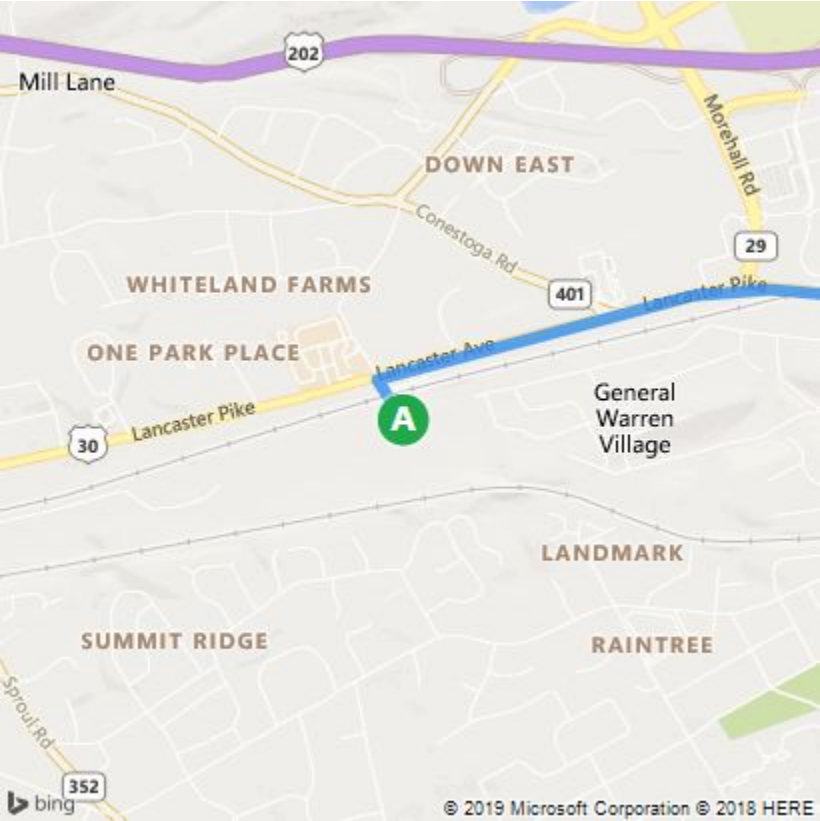 202
Mill Lane
Morehall Rd
DOWN EAST
Conestoga Rd
29
WHITELAND FARMS
401
Lancaster Pike
ONE PARK PLACE
Lancaster Ave
General
Warren
Village
Lancaster Pike
A
30
LANDMARK
SUMMIT RIDGE
RAINTREE
Sproul Rd
352
bing
© 2019 Microsoft Corporation © 2018 HERE